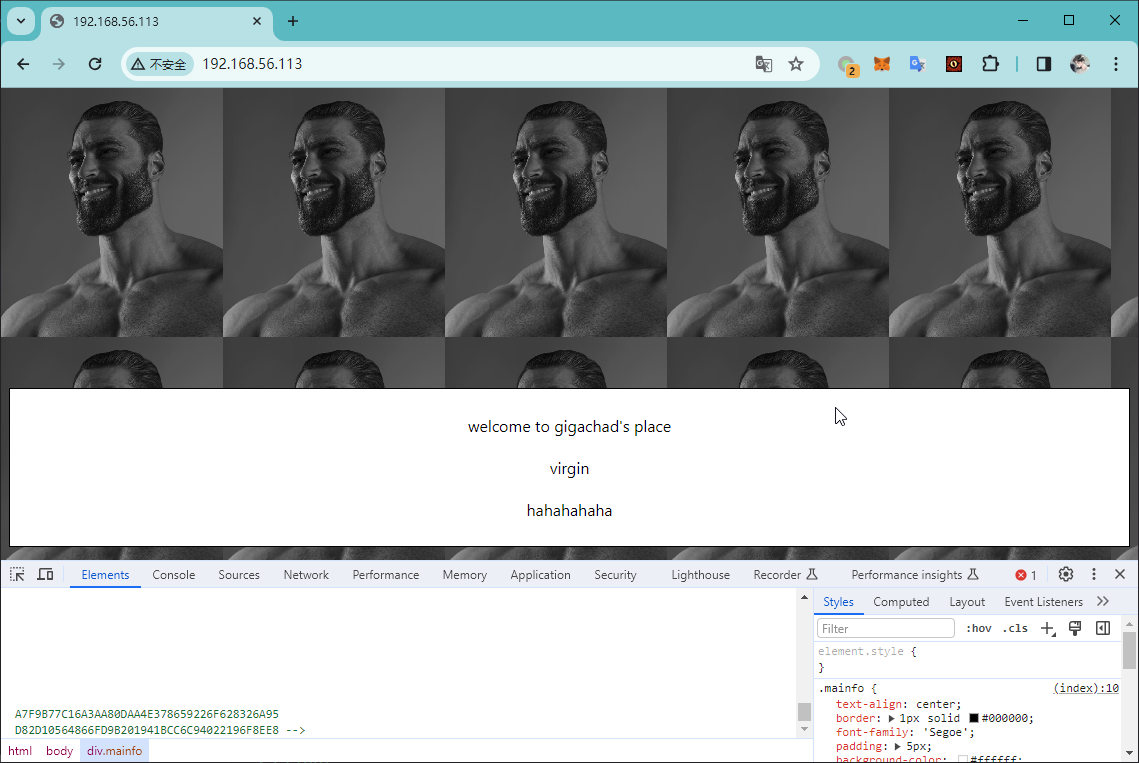 192.168.56.113
不安全
192.168.56.113
2
welcome to gigachad's place
virgin
hahahahaha
Elements Console Sources Network Performance Memory Application Security Lighthouse Recorder Performance insights 1
A7F9B77C16A3AA80DAA4E378659226F628326A95
D82D10564866FD9B201941BCC6C94022196F8EE8 -->
html body div.mainfo
Styles Computed Layout Event Listeners
Filter :hov .cls
element.style {
}
.mainfo { (index):10
text-align: center;
border: 1px solid #000000;
font-family: 'Segoe';
padding: 5px;
background-color: #ffffff;